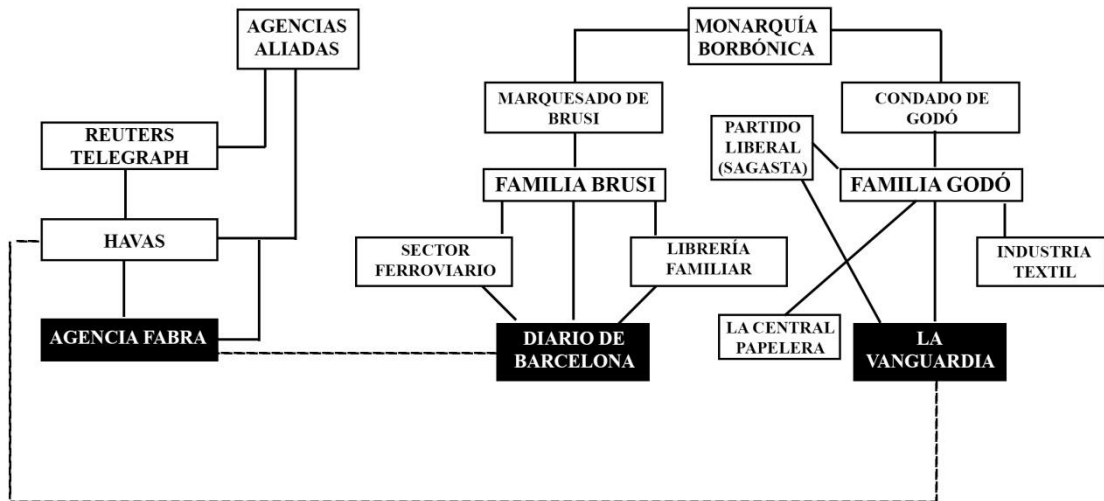 AGENCIAS
ALIADAS
MONARQUÍA
BORBÓNICA
MARQUESADO DE
BRUSI
CONDADO DE
GODÓ
REUTERS
TELEGRAPH
PARTIDO
LIBERAL
(SAGASTA)
FAMILIA BRUSI
FAMILIA GODÓ
HAVAS
SECTOR
FERROVIARIO
LIBRERÍA
FAMILIAR
INDUSTRIA
TEXTIL
AGENCIA FABRA
DIARIO DE
BARCELONA
LA CENTRAL
PAPELERA
LA
VANGUARDIA